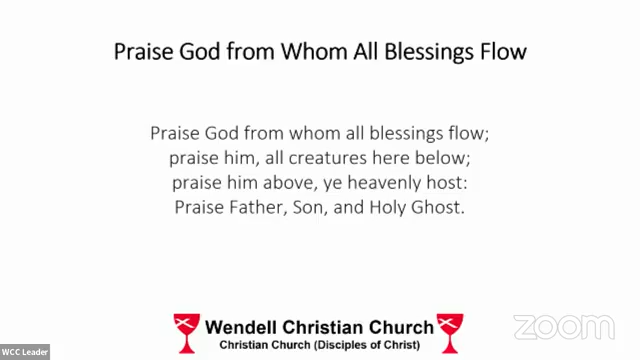 Praise God from Whom All Blessings Flow
Praise God from whom all blessings flow;
praise him, all creatures here below;
praise him above, ye heavenly host:
Praise Father, Son, and Holy Ghost.
Wendell Christian Church
Christian Church (Disciples of Christ)
zoom
WCC Leader